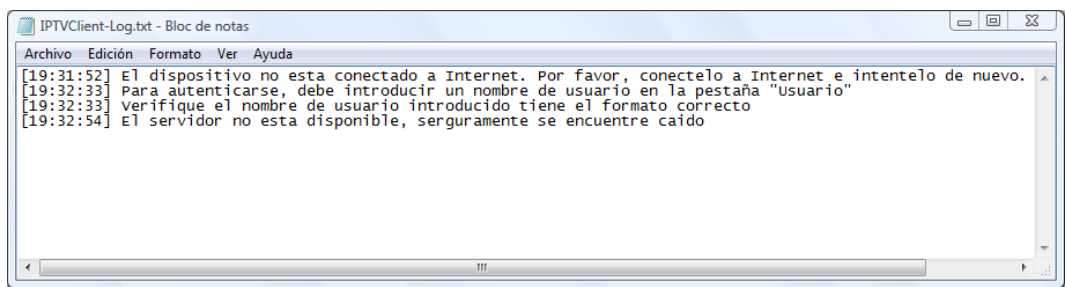 IPTVClient-Log.txt - Bloc de notas
Archivo Edición Formato Ver Ayuda
[19:31:52] El dispositivo no esta conectado a Internet. Por favor, conectelo a Internet e intentelo de nuevo.
[19:32:33] Para autenticarse, debe introducir un nombre de usuario en la pestaña "Usuario"
[19:32:33] Verifique el nombre de usuario introducido tiene el formato correcto
[19:32:54] El servidor no esta disponible, serguramente se encuentre caido